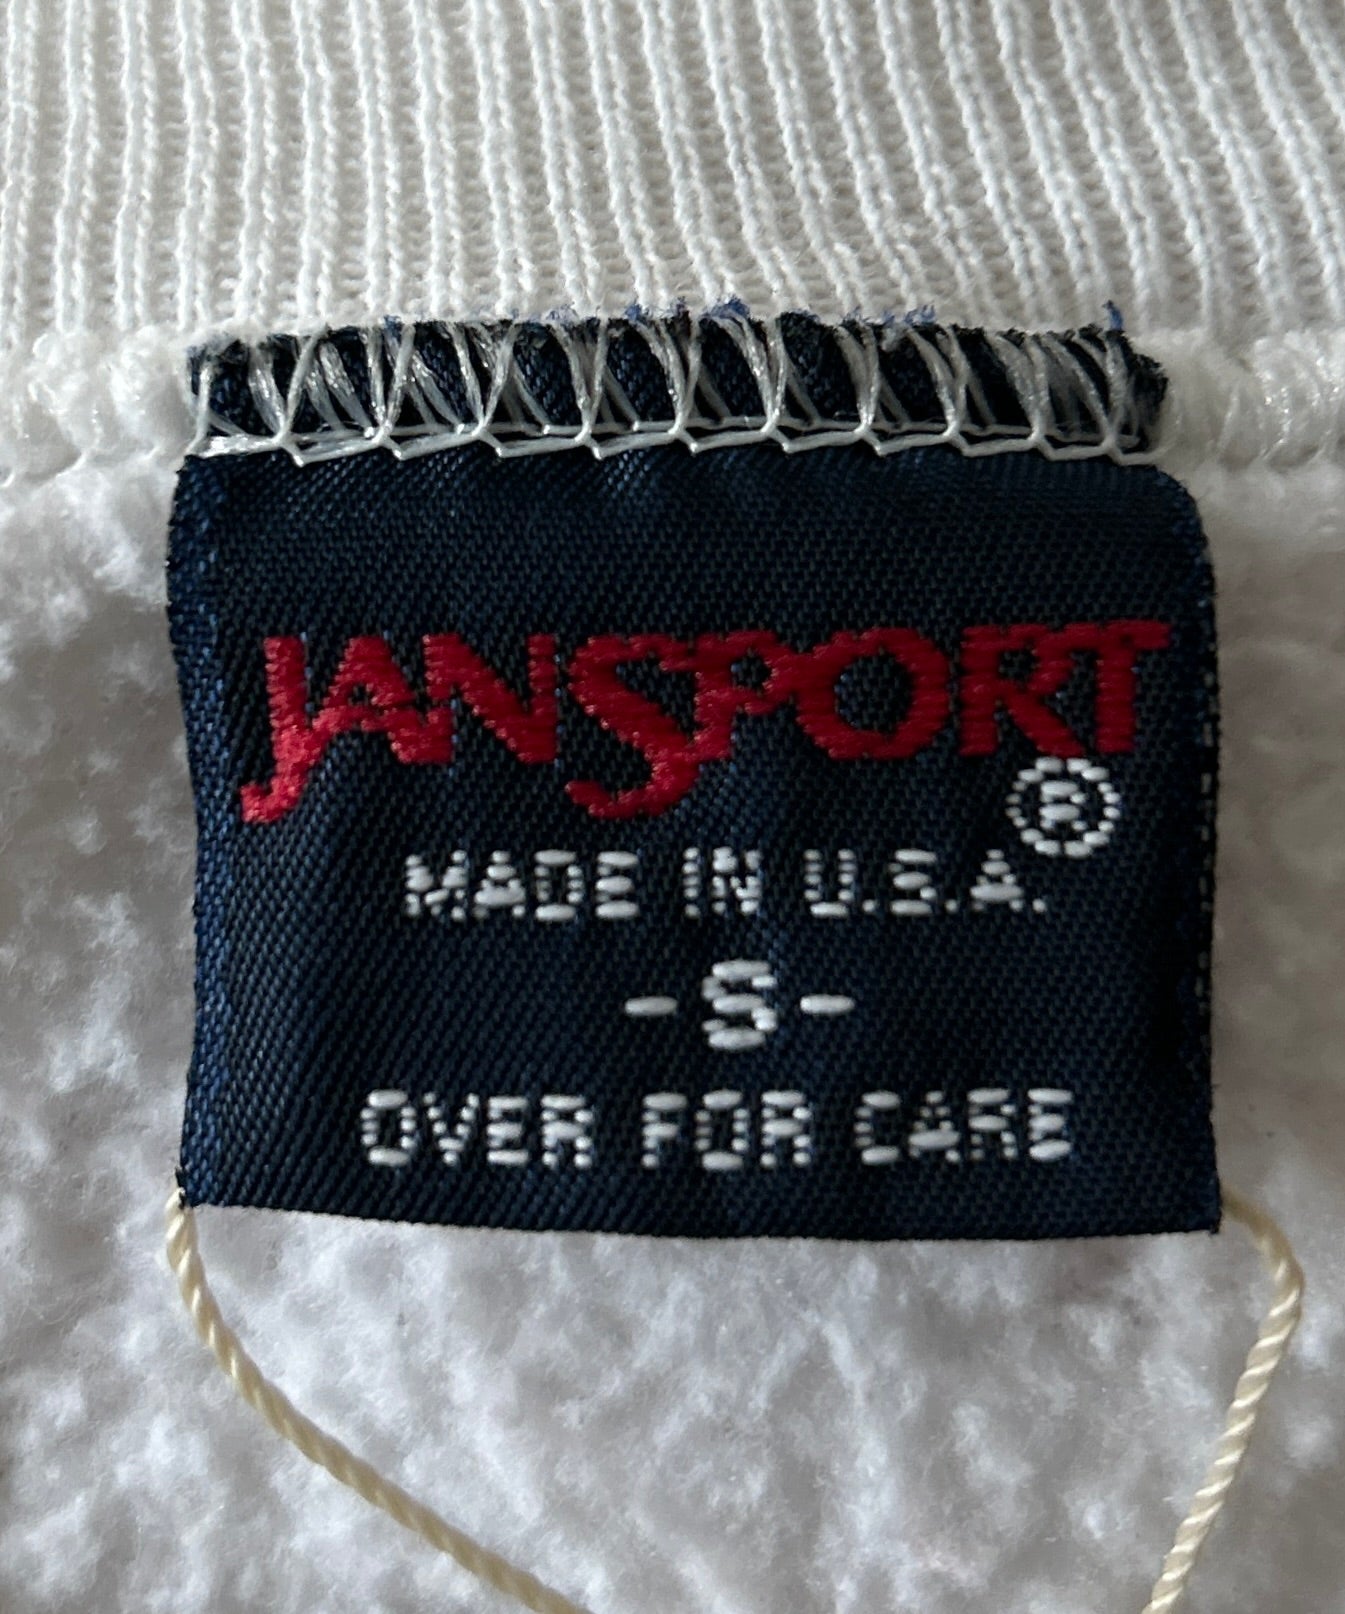 JANSPORT
®
MADE IN U.S.A.
-S-
OVER FOR CARE